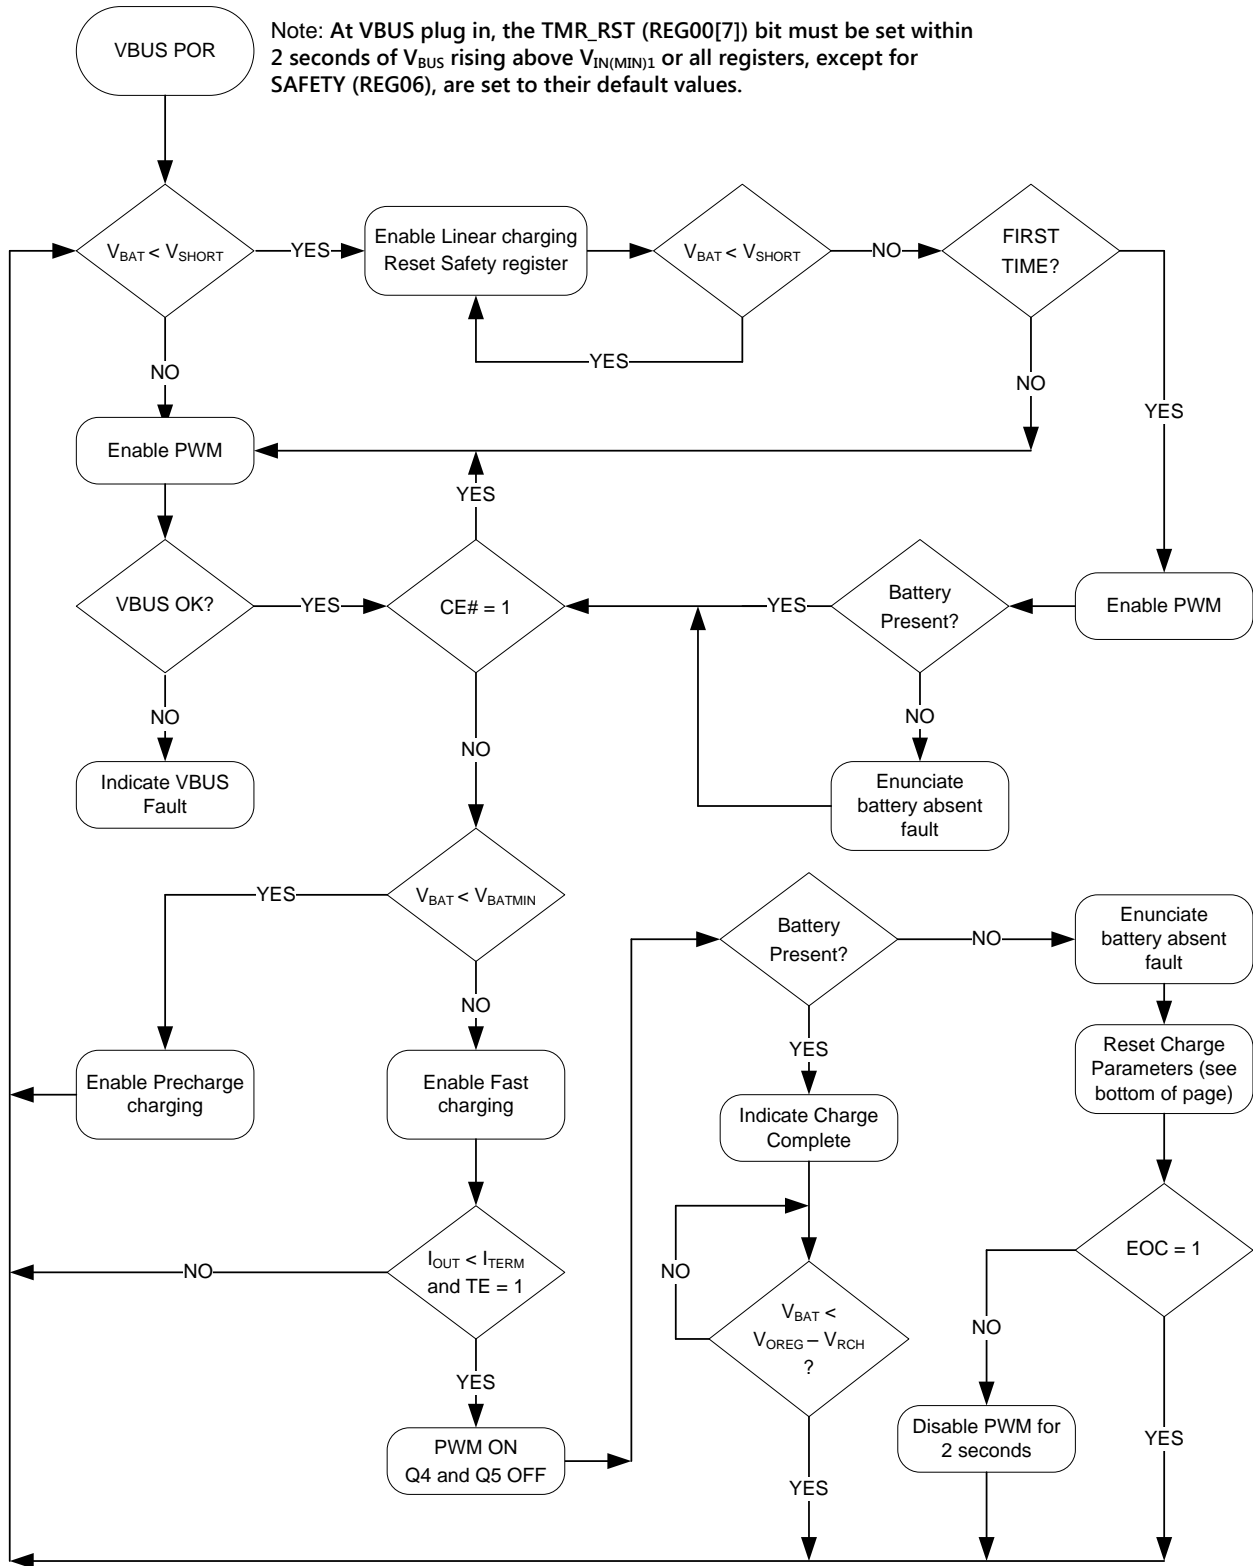 VBUS POR
Note: At VBUS plug in, the TMR_RST (REG00[7]) bit must be set within
2 seconds of VBUS rising above VIN(MIN)1 or all registers, except for
SAFETY (REG06), are set to their default values.
VBAT < VSHORT
YES
Enable Linear charging
Reset Safety register
VBAT < VSHORT
NO
FIRST
TIME?
YES
NO
NO
YES
Enable PWM
YES
VBUS OK?
YES
CE# = 1
YES
Battery
Present?
Enable PWM
NO
NO
NO
Indicate VBUS
Fault
Enunciate
battery absent
fault
YES
VBAT < VBATMIN
Battery
Present?
NO
Enunciate
battery absent
fault
NO
YES
Reset Charge
Parameters (see
bottom of page)
Enable Precharge
charging
Enable Fast
charging
Indicate Charge
Complete
NO
IOUT < ITERM
and TE = 1
NO
EOC = 1
VBAT <
VOREG – VRCH
?
NO
YES
PWM ON
Q4 and Q5 OFF
Disable PWM for
2 seconds
YES
YES